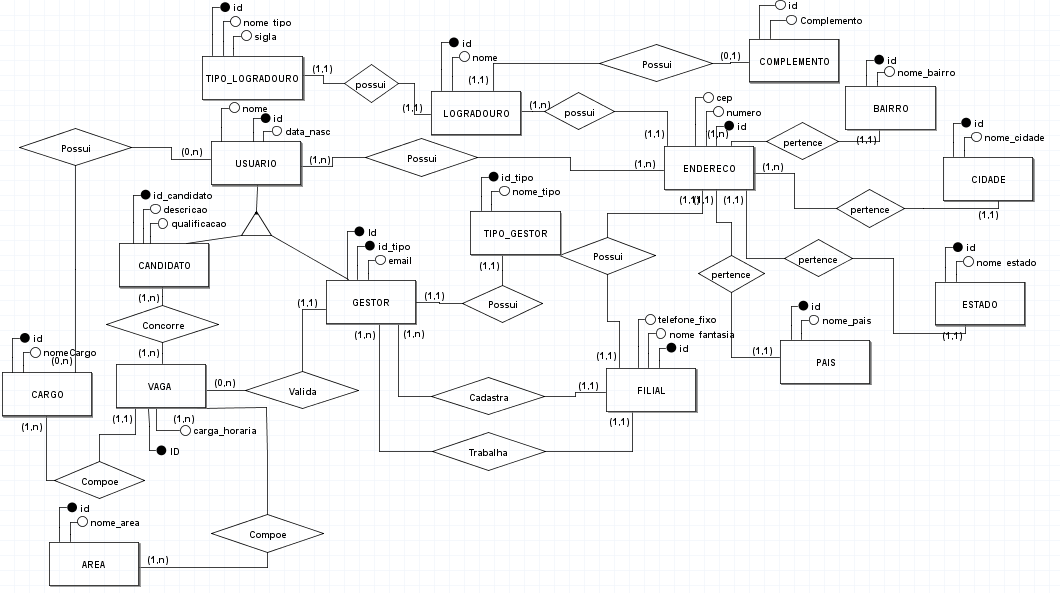 id
nome_tipo
sigla
TIPO_LOGRADOURO
(1,1)
possui
(1,1)
id
nome
(1,1)
LOGRADOURO
(1,n)
possui
(1,1)
Possui
(0,1)
id
Complemento
COMPLEMENTO
id
nome_bairro
BAIRRO
(1,1)
pertence
(1,n)
cep
numero
id
ENDERECO
(1,n)
(1,n)
(1,1)
(1,1)
(1,1)
id
nome_cidade
CIDADE
(1,1)
pertence
nome
id
data_nasc
USUARIO
(0,n)
Possui
(1,n)
Possui
id_candidato
descricao
qualificacao
CANDIDATO
(1,n)
Concorre
(1,n)
Id
id_tipo
email
GESTOR
(1,1)
(1,1)
(1,n)
Possui
(1,1)
id_tipo
nome_tipo
TIPO_GESTOR
Possui
(1,1)
pertence
(1,1)
pertence
(1,1)
id
nome_estado
ESTADO
id
nome_pais
PAIS
telefone_fixo
nome_fantasia
id
FILIAL
(1,1)
(1,1)
Cadastra
Trabalha
id
nomeCargo
(0,n)
CARGO
(1,n)
VAGA
(0,n)
Valida
(1,1)
(1,n)
carga_horaria
ID
Compoe
id
nome_area
AREA
(1,n)
Compoe